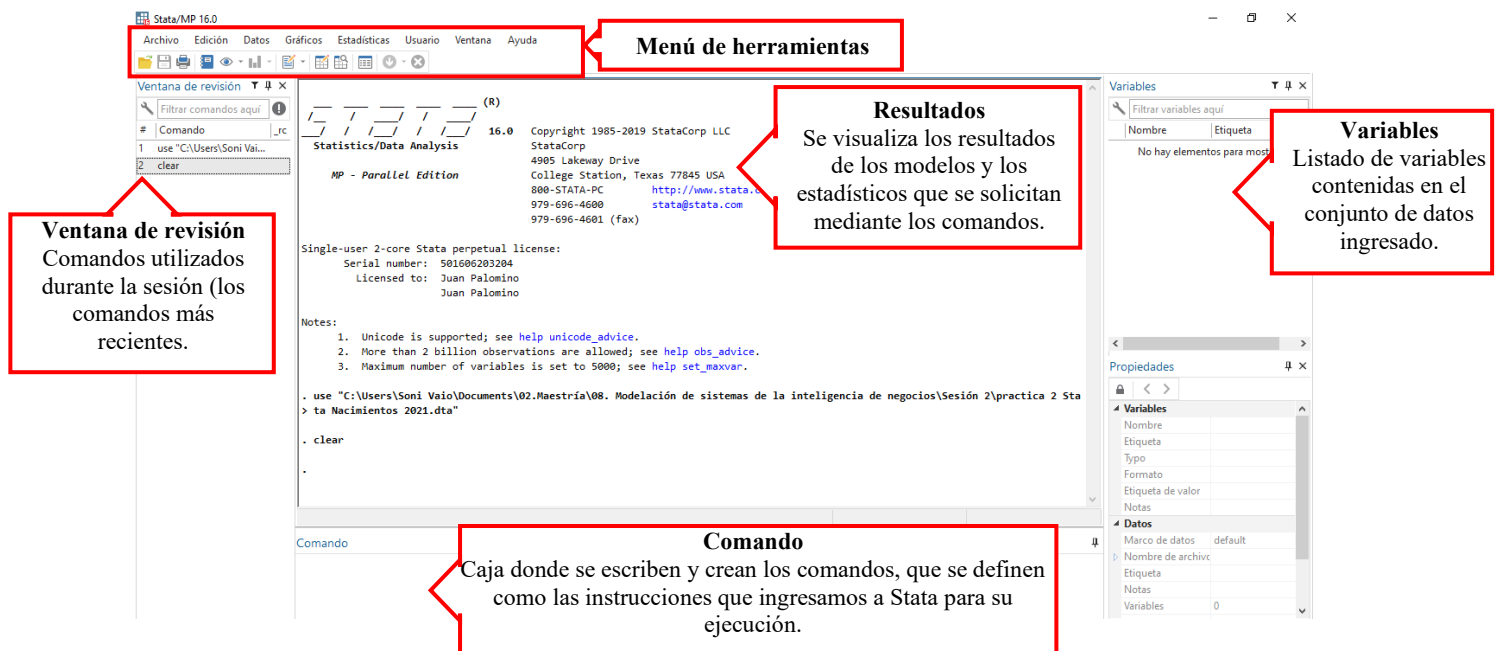 Stata/MP 16.0
Archivo Edición Datos Gráficos Estadísticas Usuario Ventana Ayuda
Menú de herramientas
Ventana de revisión
Filtrar comandos aquí
# Comando _rc
1 use "C:\Users\Soni Vai...
2 clear
Ventana de revisión
Comandos utilizados
durante la sesión (los
comandos más
recientes.
(R)
16.0 Copyright 1985-2019 StataCorp LLC
Statistics/Data Analysis StataCorp
4905 Lakeway Drive
MP - Parallel Edition College Station, Texas 77845 USA
800-STATA-PC http://www.stata.c
979-696-4600 stata@stata.com
979-696-4601 (fax)
Single-user 2-core Stata perpetual license:
Serial number: 501606203204
Licensed to: Juan Palomino
Juan Palomino
Notes:
1. Unicode is supported; see help unicode_advice.
2. More than 2 billion observations are allowed; see help obs_advice.
3. Maximum number of variables is set to 5000; see help set_maxvar.
. use "C:\Users\Soni Vaio\Documents\02.Maestría\08. Modelación de sistemas de la inteligencia de negocios\Sesión 2\practica 2 Sta
> ta Nacimientos 2021.dta"
. clear
.
Resultados
Se visualiza los resultados
de los modelos y los
estadísticos que se solicitan
mediante los comandos.
Comando
Comando
Caja donde se escriben y crean los comandos, que se definen
como las instrucciones que ingresamos a Stata para su
ejecución.
Variables
Filtrar variables aquí
Nombre Etiqueta
No hay elementos para most
Variables
Listado de variables
contenidas en el
conjunto de datos
ingresado.
Propiedades
Variables
Nombre
Etiqueta
Typo
Formato
Etiqueta de valor
Notas
Datos
Marco de datos default
Nombre de archivo
Etiqueta
Notas
Variables 0